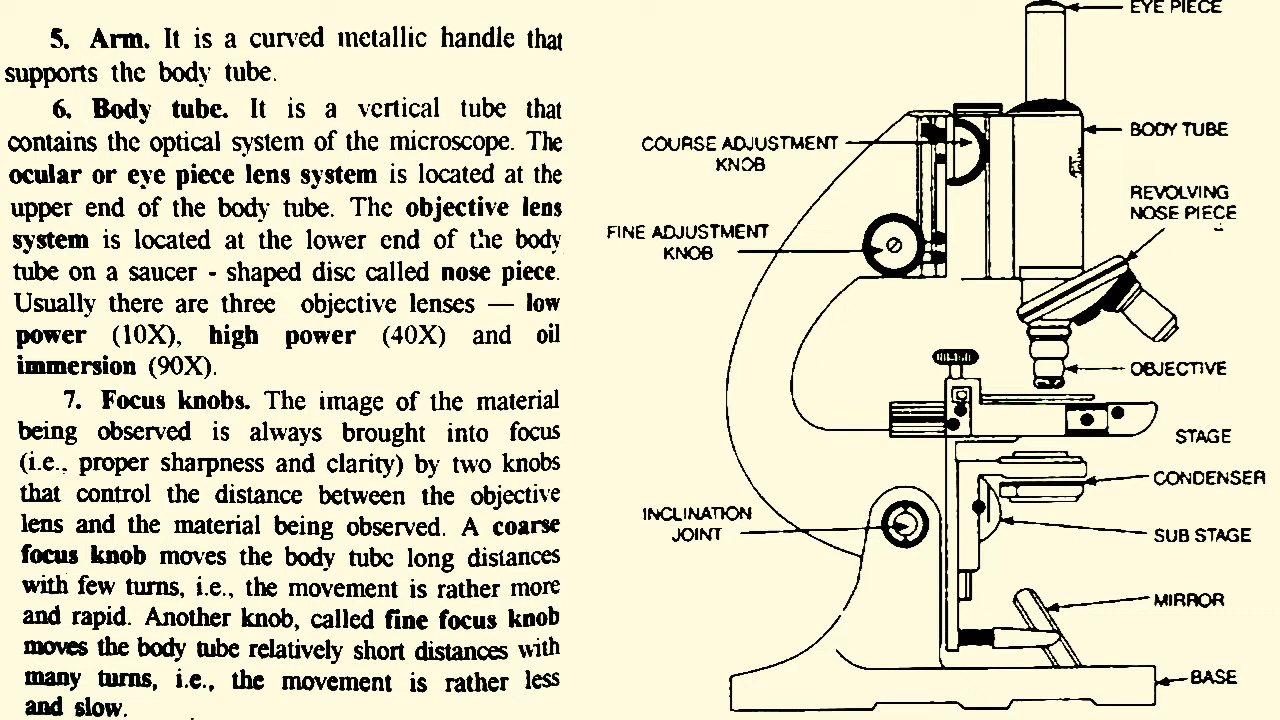 5. Arm. It is a curved metallic handle that
supports the body tube.
6. Body tube. It is a vertical tube that
contains the optical system of the microscope. The
ocular or eye piece lens system is located at the
upper end of the body tube. The objective lens
system is located at the lower end of the body
tube on a saucer - shaped disc called nose piece.
Usually there are three objective lenses — low
power (10X), high power (40X) and oil
immersion (90X).
7. Focus knobs. The image of the material
being observed is always brought into focus
(i.e., proper sharpness and clarity) by two knobs
that control the distance between the objective
lens and the material being observed. A coarse
focus knob moves the body tube long distances
with few turns, i.e., the movement is rather more
and rapid. Another knob, called fine focus knob
moves the body tube relatively short distances with
many turns, i.e., the movement is rather less
and slow.
EYE PIECE
BODY TUBE
COURSE ADJUSTMENT
KNOB
REVOLVING
NOSE PIECE
FINE ADJUSTMENT
KNOB
OBJECTIVE
STAGE
CONDENSER
INCLINATION
JOINT
SUB STAGE
MIRROR
BASE